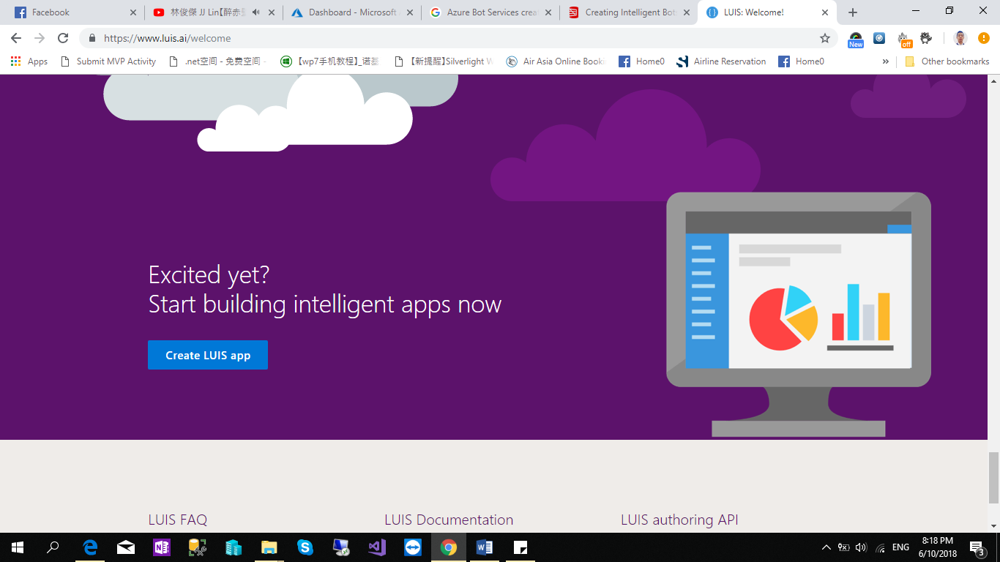 Facebook
林俊傑 JJ Lin【醉赤
Dashboard - Microsoft
Azure Bot Services crea
Creating Intelligent Bot
LUIS: Welcome!
https://www.luis.ai/welcome
New
off
Apps
Submit MVP Activity
.net空间 - 免费空间 -
【wp7手机教程】_诺基
【新提醒】Silverlight W
Air Asia Online Booki
Home0
Airline Reservation
Home0
»
Other bookmarks
Excited yet?
Start building intelligent apps now
Create LUIS app
LUIS FAQ
LUIS Documentation
LUIS authoring API
ENG
8:18 PM
6/10/2018
3